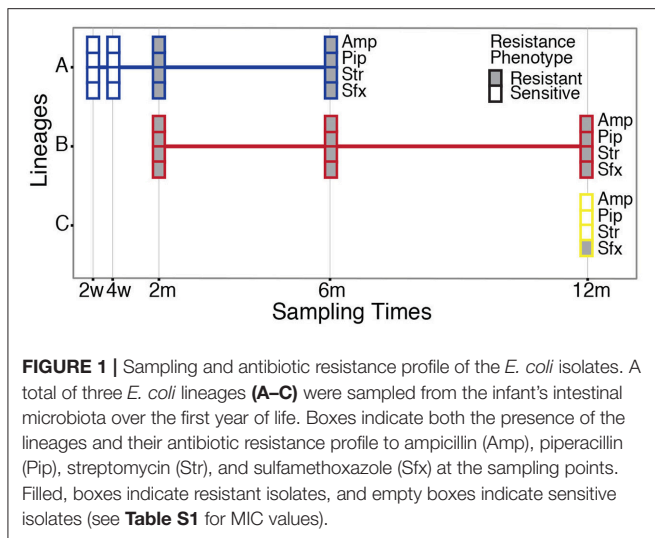 Amp
Pip
Str
Sfx
Resistance
Phenotype
Resistant
Sensitive
A
B
C
Amp
Pip
Str
Sfx
Amp
Pip
Str
Sfx
Lineages
2w 4w 2m 6m 12m
Sampling Times
FIGURE 1 | Sampling and antibiotic resistance profile of the E. coli isolates. A
total of three E. coli lineages (A–C) were sampled from the infant's intestinal
microbiota over the first year of life. Boxes indicate both the presence of the
lineages and their antibiotic resistance profile to ampicillin (Amp), piperacillin
(Pip), streptomycin (Str), and sulfamethoxazole (Sfx) at the sampling points.
Filled, boxes indicate resistant isolates, and empty boxes indicate sensitive
isolates (see Table S1 for MIC values).